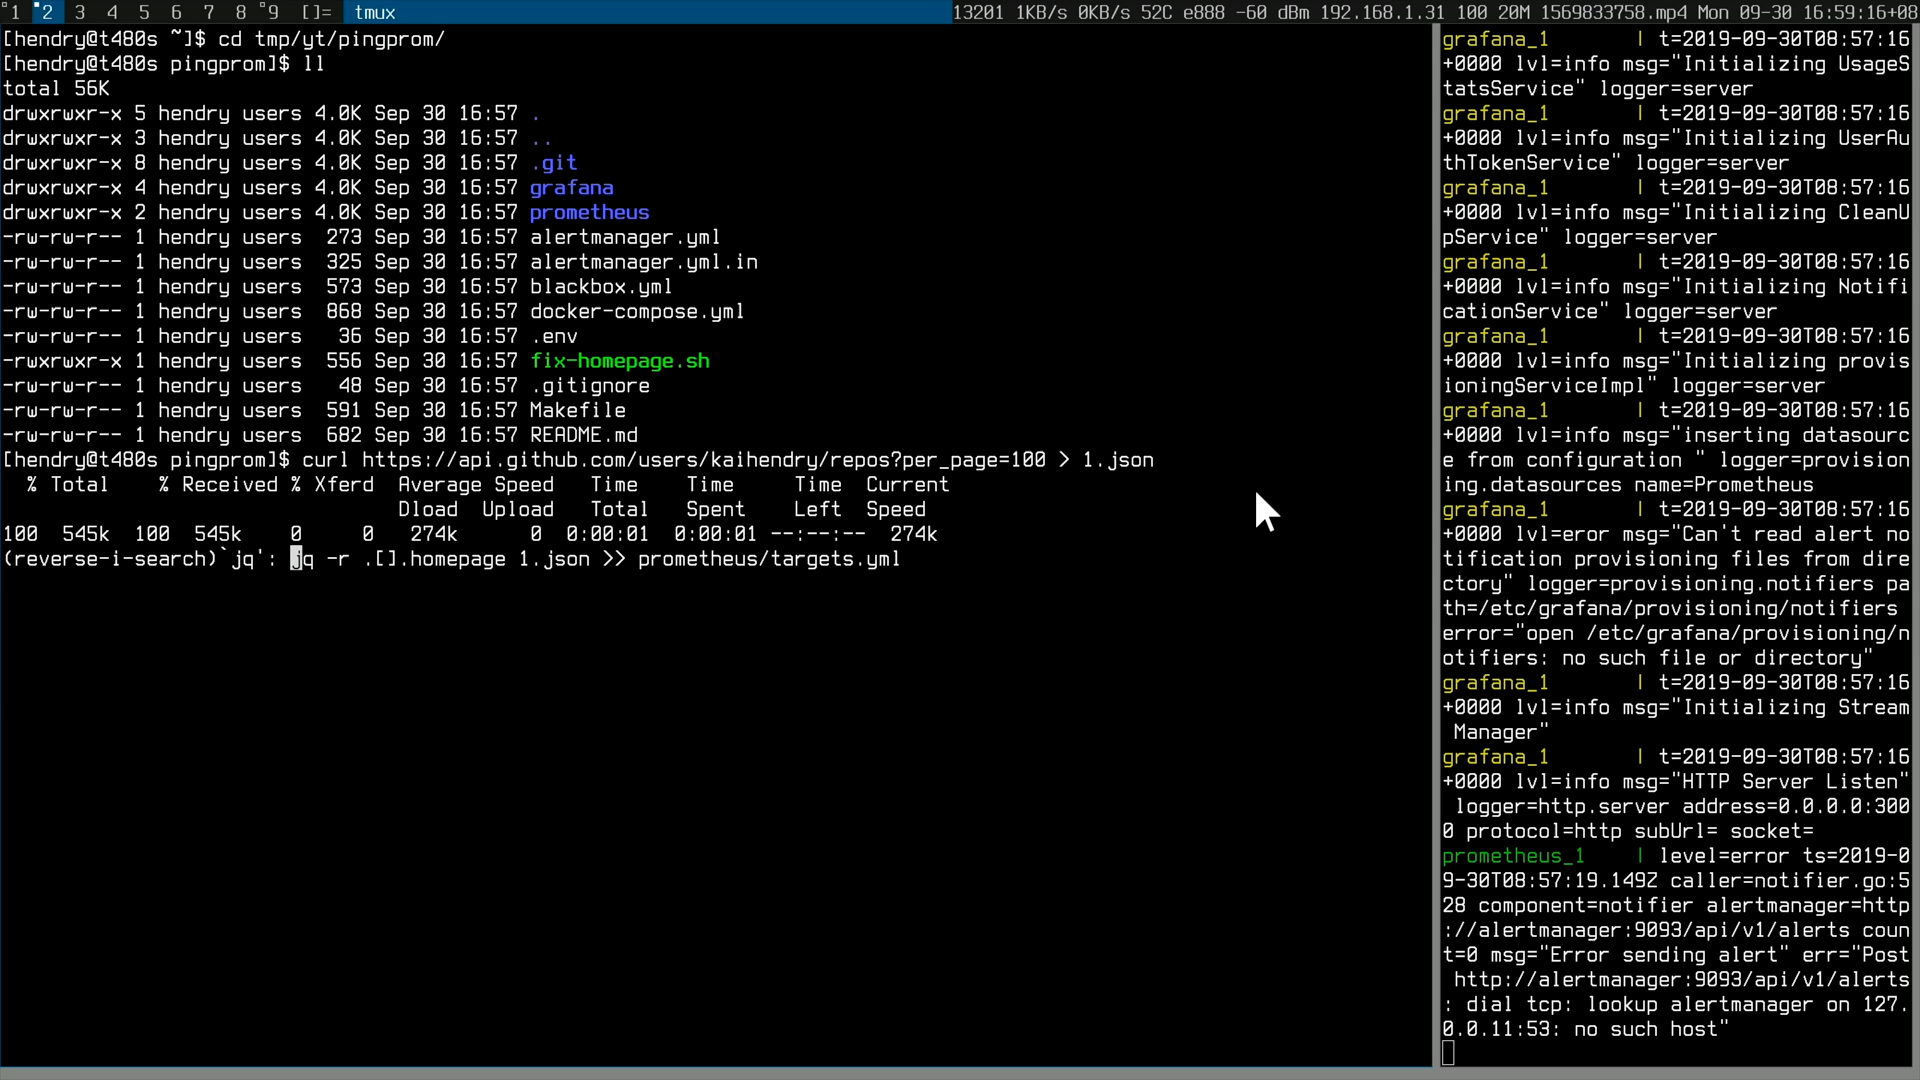 1 2 3 4 5 6 7 8 9 []= tmux 13201 1KB/s 0KB/s 52C e888 -60 dBm 192.168.1.31 100 20M 1569833758.mp4 Mon 09-30 16:59:16+08
[hendry@t480s ~]$ cd tmp/yt/pingprom/
[hendry@t480s pingprom]$ ll
total 56K
drwxrwxr-x 5 hendry users 4.0K Sep 30 16:57 .
drwxrwxr-x 3 hendry users 4.0K Sep 30 16:57 ..
drwxrwxr-x 8 hendry users 4.0K Sep 30 16:57 .git
drwxrwxr-x 4 hendry users 4.0K Sep 30 16:57 grafana
drwxrwxr-x 2 hendry users 4.0K Sep 30 16:57 prometheus
-rw-rw-r-- 1 hendry users  273 Sep 30 16:57 alertmanager.yml
-rw-rw-r-- 1 hendry users  325 Sep 30 16:57 alertmanager.yml.in
-rw-rw-r-- 1 hendry users  573 Sep 30 16:57 blackbox.yml
-rw-rw-r-- 1 hendry users  868 Sep 30 16:57 docker-compose.yml
-rw-rw-r-- 1 hendry users   36 Sep 30 16:57 .env
-rwxrwxr-x 1 hendry users  556 Sep 30 16:57 fix-homepage.sh
-rw-rw-r-- 1 hendry users   48 Sep 30 16:57 .gitignore
-rw-rw-r-- 1 hendry users  591 Sep 30 16:57 Makefile
-rw-rw-r-- 1 hendry users  682 Sep 30 16:57 README.md
[hendry@t480s pingprom]$ curl https://api.github.com/users/kaihendry/repos?per_page=100 > 1.json
% Total % Received % Xferd Average Speed Time Time Time Current
Dload Upload Total Spent Left Speed
100 545k 100 545k 0 0 274k 0 0:00:01 0:00:01 --:--:-- 274k
(reverse-i-search)`jq': jq -r .[].homepage 1.json >> prometheus/targets.yml
grafana_1 | t=2019-09-30T08:57:16
+0000 lvl=info msg="Initializing UsageS
tatsService" logger=server
grafana_1 | t=2019-09-30T08:57:16
+0000 lvl=info msg="Initializing UserAu
thTokenService" logger=server
grafana_1 | t=2019-09-30T08:57:16
+0000 lvl=info msg="Initializing CleanU
pService" logger=server
grafana_1 | t=2019-09-30T08:57:16
+0000 lvl=info msg="Initializing Notifi
cationService" logger=server
grafana_1 | t=2019-09-30T08:57:16
+0000 lvl=info msg="Initializing provis
ioningServiceImpl" logger=server
grafana_1 | t=2019-09-30T08:57:16
+0000 lvl=info msg="inserting datasourc
e from configuration " logger=provision
ing.datasources name=Prometheus
grafana_1 | t=2019-09-30T08:57:16
+0000 lvl=error msg="Can't read alert no
tification provisioning files from dire
ctory" logger=provisioning.notifiers pa
th=/etc/grafana/provisioning/notifiers
error="open /etc/grafana/provisioning/n
otifiers: no such file or directory"
grafana_1 | t=2019-09-30T08:57:16
+0000 lvl=info msg="Initializing Stream
Manager"
grafana_1 | t=2019-09-30T08:57:16
+0000 lvl=info msg="HTTP Server Listen"
logger=http.server address=0.0.0.0:300
0 protocol=http subUrl= socket=
prometheus_1 | level=error ts=2019-0
9-30T08:57:19.149Z caller=notifier.go:5
28 component=notifier alertmanager=http
://alertmanager:9093/api/v1/alerts coun
t=0 msg="Error sending alert" err="Post
http://alertmanager:9093/api/v1/alerts
: dial tcp: lookup alertmanager on 127.
0.0.11:53: no such host"